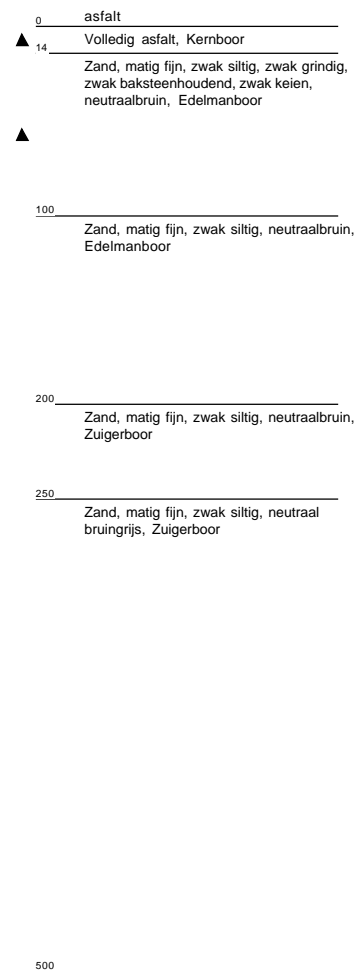 0 asfalt
Volledig asfalt, Kernboor
14
Zand, matig fijn, zwak siltig, zwak grindig,
zwak baksteenhoudend, zwak keien,
neutraalbruin, Edelmanboor
100
Zand, matig fijn, zwak siltig, neutraalbruin,
Edelmanboor
200
Zand, matig fijn, zwak siltig, neutraalbruin,
Zuigerboor
250
Zand, matig fijn, zwak siltig, neutraal
bruingrijs, Zuigerboor
500